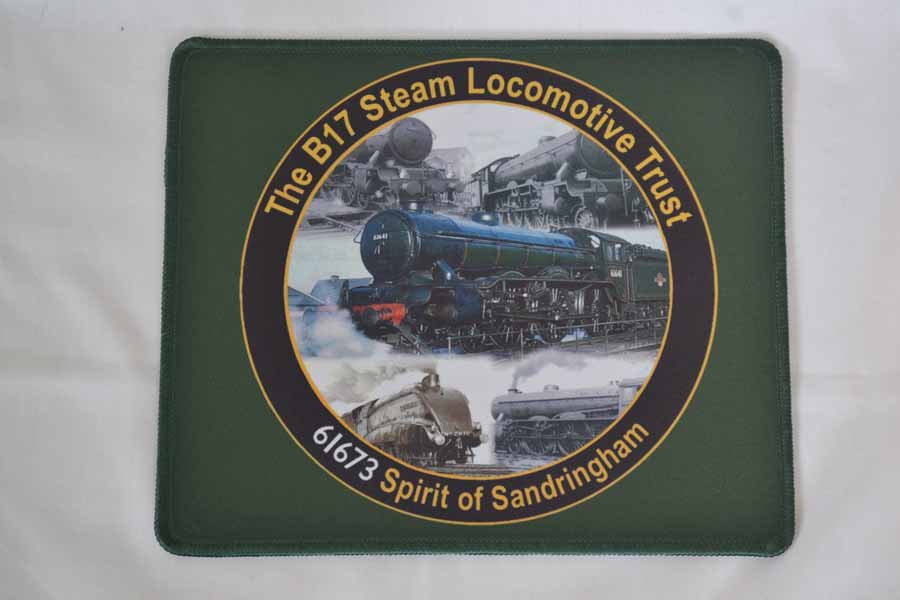 The B17 Steam Locomotive Trust
61673 Spirit of Sandringham